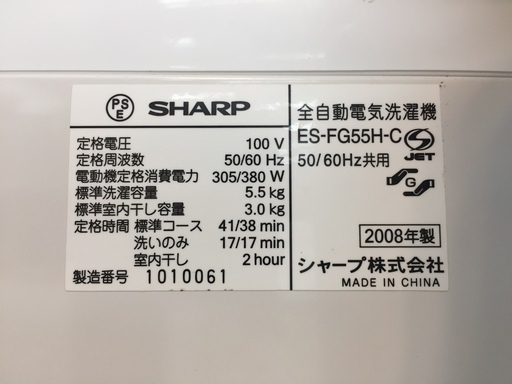 PS
E
SHARP
定格電圧 100 V
定格周波数 50/60 Hz
電動機定格消費電力 305/380 W
標準洗濯容量 5.5 kg
標準室内干し容量 3.0 kg
定格時間 標準コース 41/38 min
洗いのみ 17/17 min
室内干し 2 hour
製造番号 1010061
全自動電気洗濯機
ES-FG55H-C
50/60Hz共用
S
JET
G
2008年製
シャープ株式会社
MADE IN CHINA